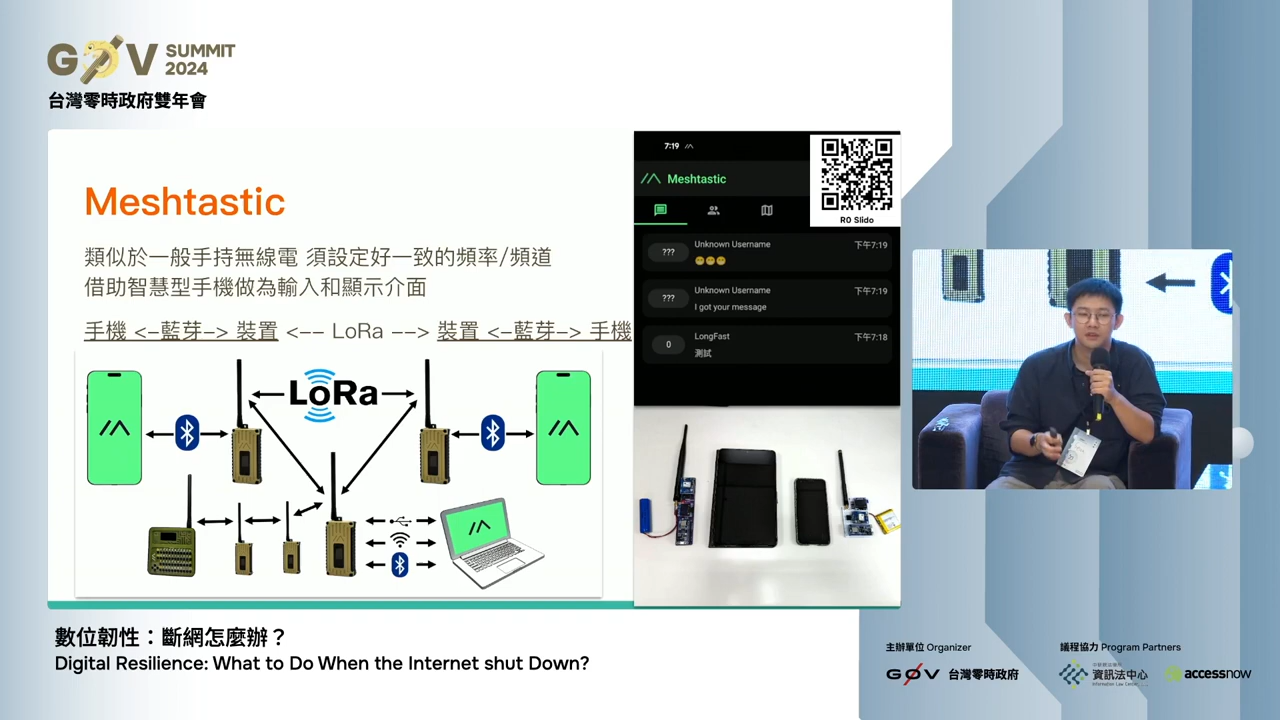 G0V SUMMIT 2024
台灣零時政府雙年會
Meshtastic
類似於一般手持無線電 須設定好一致的頻率/頻道
借助智慧型手機做為輸入和顯示介面
手機 <-藍芽-> 裝置 <-- LoRa --> 裝置 <-藍芽-> 手機
LoRa
7:19
Meshtastic
R0 Slido
??? Unknown Username 下午7:19
??? Unknown Username 下午7:19
I got your message
0 LongFast 下午7:18
測試
數位韌性：斷網怎麼辦？
Digital Resilience: What to Do When the Internet shut Down?
主辦單位 Organizer
G0V 台灣零時政府
議程協力 Program Partners
資訊法中心
Information Law Center
accessnow